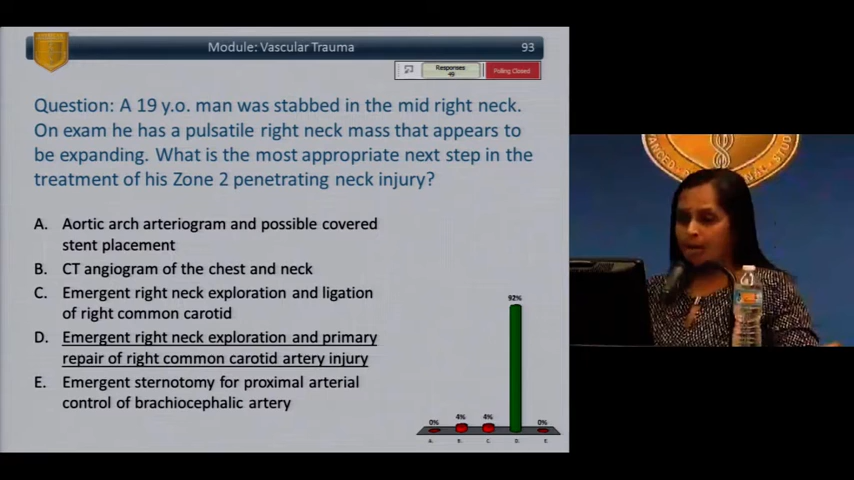 Module: Vascular Trauma 93
Responses
49
Polling Closed
Question: A 19 y.o. man was stabbed in the mid right neck.
On exam he has a pulsatile right neck mass that appears to
be expanding. What is the most appropriate next step in the
treatment of his Zone 2 penetrating neck injury?
A. Aortic arch arteriogram and possible covered
stent placement
B. CT angiogram of the chest and neck
C. Emergent right neck exploration and ligation
of right common carotid
D. Emergent right neck exploration and primary
repair of right common carotid artery injury
E. Emergent sternotomy for proximal arterial
control of brachiocephalic artery
0% 4% 4% 92% 0%
A. B. C. D. E.